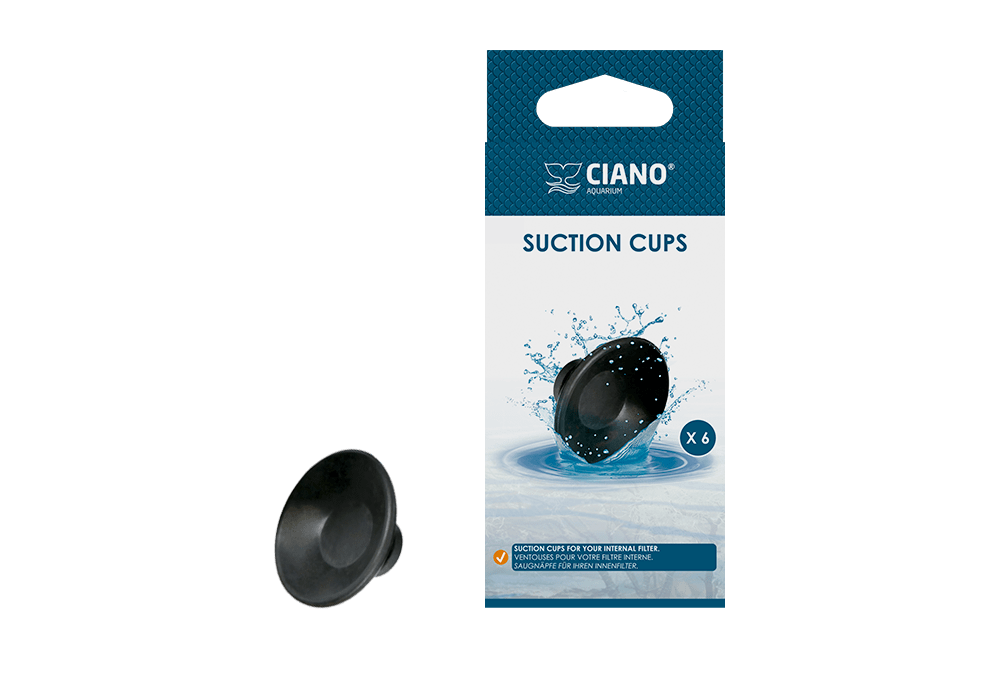 CIANO®
AQUARIUM
SUCTION CUPS
X 6
SUCTION CUPS FOR YOUR INTERNAL FILTER.
VENTOUSES POUR VOTRE FILTRE INTERNE.
SAUGNÄPFE FÜR IHREN INNENFILTER.